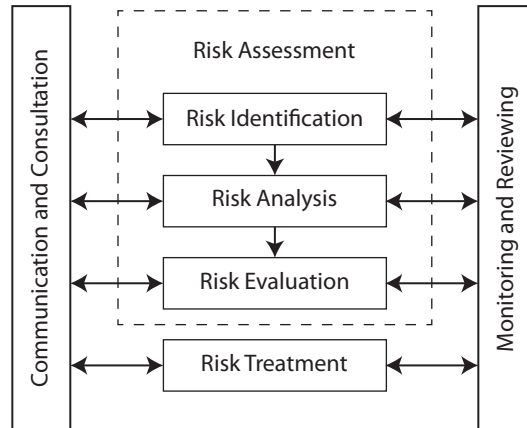 Communication and Consultation
Risk Assessment
Risk Identification
Risk Analysis
Risk Evaluation
Risk Treatment
Monitoring and Reviewing